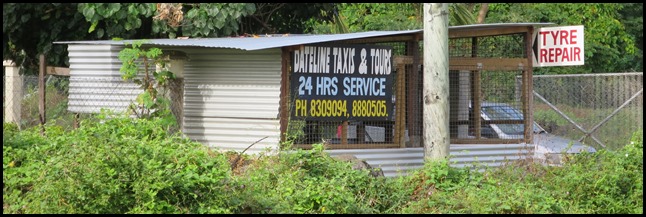 DATELINE TAXIS & TOURS
24 HRS SERVICE
PH 8309094, 8880505.
TYRE
REPAIR